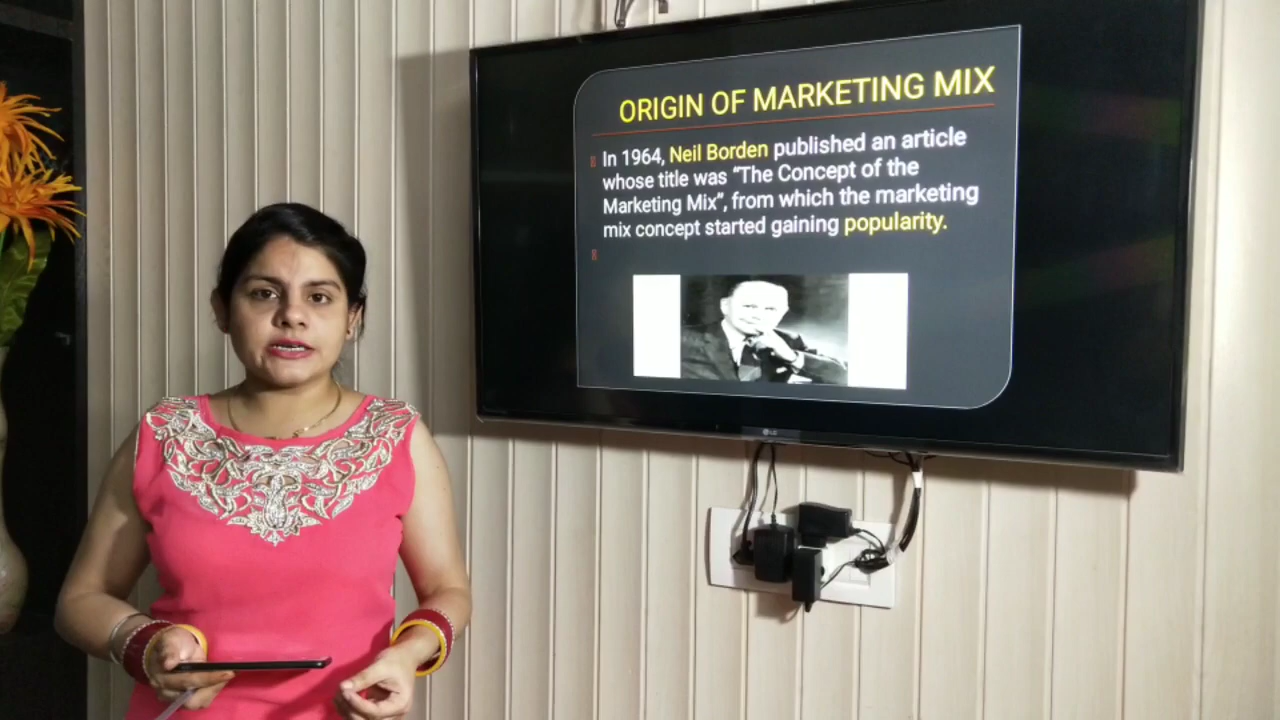 ORIGIN OF MARKETING MIX
In 1964, Neil Borden published an article
whose title was “The Concept of the
Marketing Mix”, from which the marketing
mix concept started gaining popularity.
LG